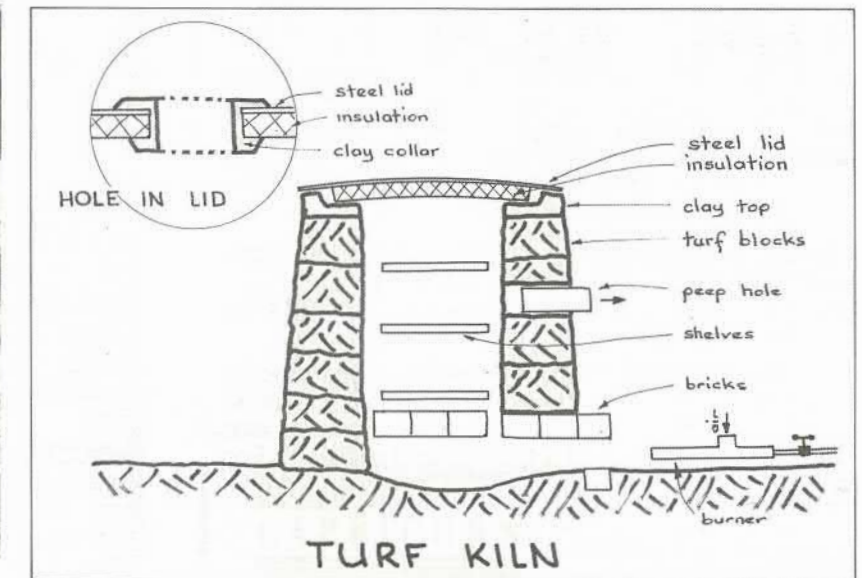 steel lid
insulation
clay collar
HOLE IN LID
steel lid
insulation
clay top
turf blocks
peep hole
shelves
bricks
air
burner
TURF KILN